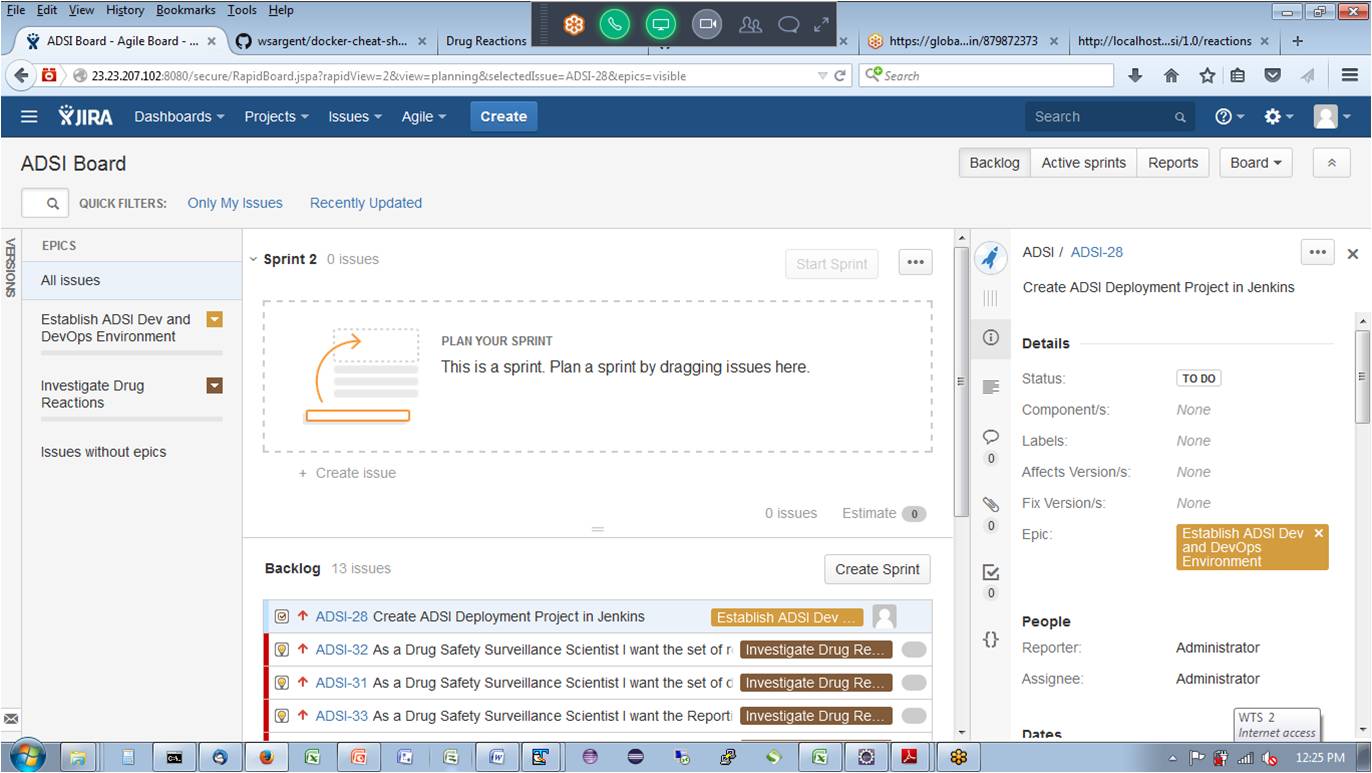 File Edit View History Bookmarks Tools Help
ADSI Board - Agile Board - ... × wsargent/docker-cheat-sh... × Drug Reactions × https://globa...in/879872373 × http://localhost...si/1.0/reactions × +
23.23.207.102:8080/secure/RapidBoard.jspa?rapidView=2&view=planning&selectedIssue=ADSI-28&epics=visible
Search
JIRA Dashboards Projects Issues Agile Create Search
ADSI Board
Backlog Active sprints Reports Board
QUICK FILTERS: Only My Issues Recently Updated
VERSIONS
EPICS
All issues
Establish ADSI Dev and
DevOps Environment
Investigate Drug
Reactions
Issues without epics
Sprint 2 0 issues
Start Sprint
PLAN YOUR SPRINT
This is a sprint. Plan a sprint by dragging issues here.
+ Create issue
0 issues Estimate 0
Backlog 13 issues
Create Sprint
ADSI-28 Create ADSI Deployment Project in Jenkins Establish ADSI Dev ...
ADSI-32 As a Drug Safety Surveillance Scientist I want the set of r Investigate Drug Re...
ADSI-31 As a Drug Safety Surveillance Scientist I want the set of d Investigate Drug Re...
ADSI-33 As a Drug Safety Surveillance Scientist I want the Reporti Investigate Drug Re...
0
0
0
{}
ADSI / ADSI-28
Create ADSI Deployment Project in Jenkins
Details
Status: TO DO
Component/s: None
Labels: None
Affects Version/s: None
Fix Version/s: None
Epic: Establish ADSI Dev ×
and DevOps
Environment
People
Reporter: Administrator
Assignee: Administrator
Dates
WTS 2
Internet access
12:25 PM